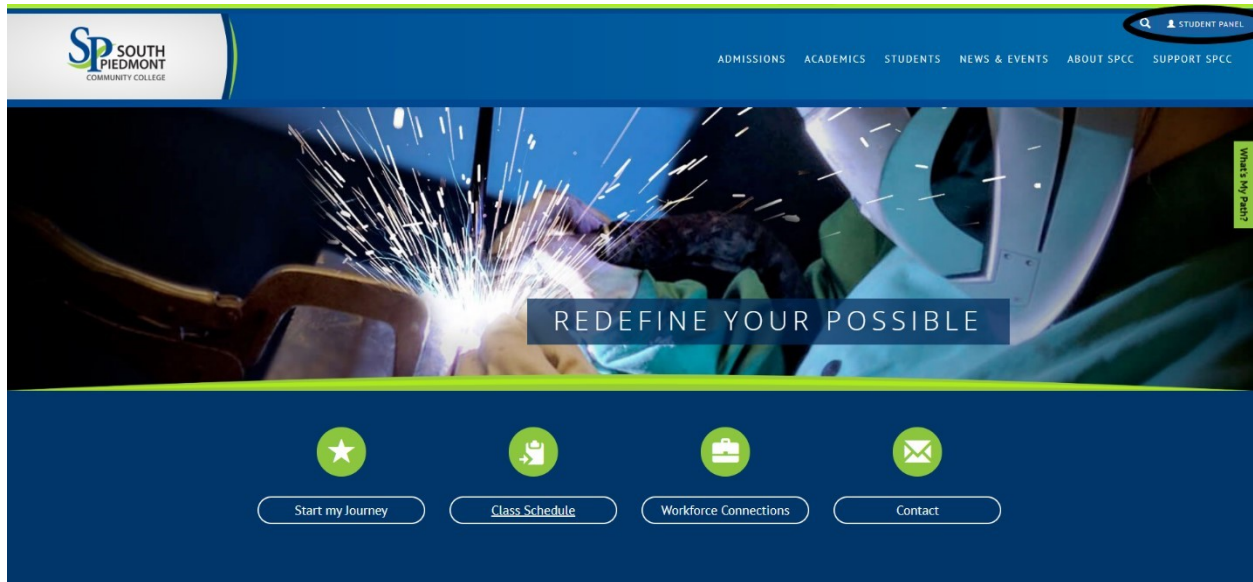 STUDENT PANEL
SP SOUTH
PIEDMONT
COMMUNITY COLLEGE
ADMISSIONS ACADEMICS STUDENTS NEWS & EVENTS ABOUT SPCC SUPPORT SPCC
What's My Path?
REDEFINE YOUR POSSIBLE
Start my Journey Class Schedule Workforce Connections Contact